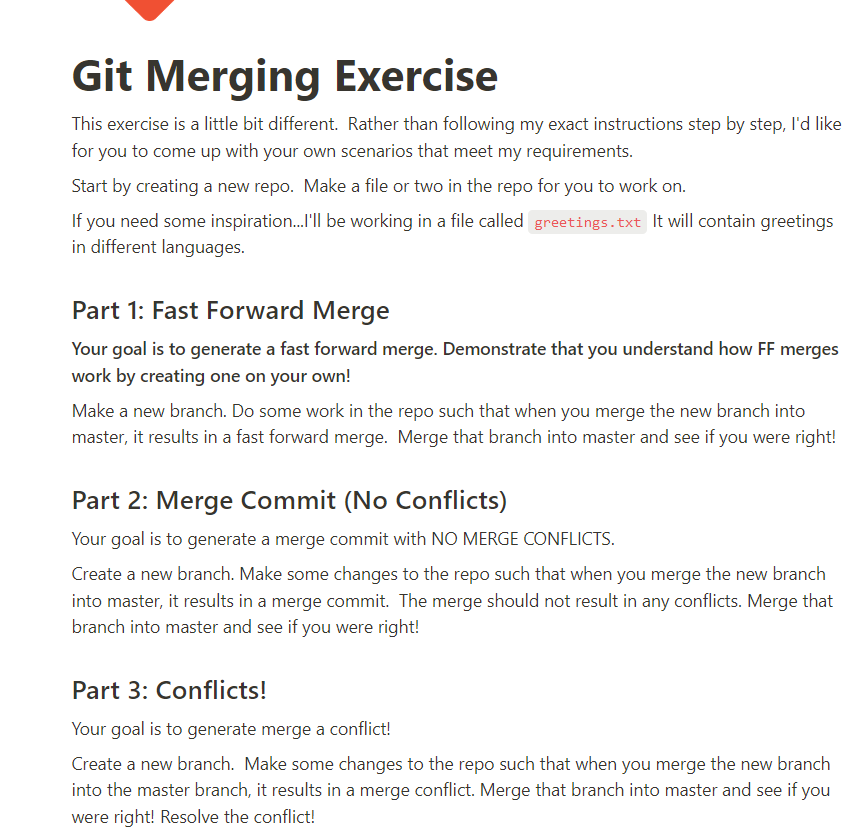 Git Merging Exercise
This exercise is a little bit different.  Rather than following my exact instructions step by step, I'd like
for you to come up with your own scenarios that meet my requirements.
Start by creating a new repo.  Make a file or two in the repo for you to work on.
If you need some inspiration...I'll be working in a file called greetings.txt It will contain greetings
in different languages.
Part 1: Fast Forward Merge
Your goal is to generate a fast forward merge. Demonstrate that you understand how FF merges
work by creating one on your own!
Make a new branch. Do some work in the repo such that when you merge the new branch into
master, it results in a fast forward merge.  Merge that branch into master and see if you were right!
Part 2: Merge Commit (No Conflicts)
Your goal is to generate a merge commit with NO MERGE CONFLICTS.
Create a new branch. Make some changes to the repo such that when you merge the new branch
into master, it results in a merge commit.  The merge should not result in any conflicts. Merge that
branch into master and see if you were right!
Part 3: Conflicts!
Your goal is to generate merge a conflict!
Create a new branch.  Make some changes to the repo such that when you merge the new branch
into the master branch, it results in a merge conflict. Merge that branch into master and see if you
were right! Resolve the conflict!